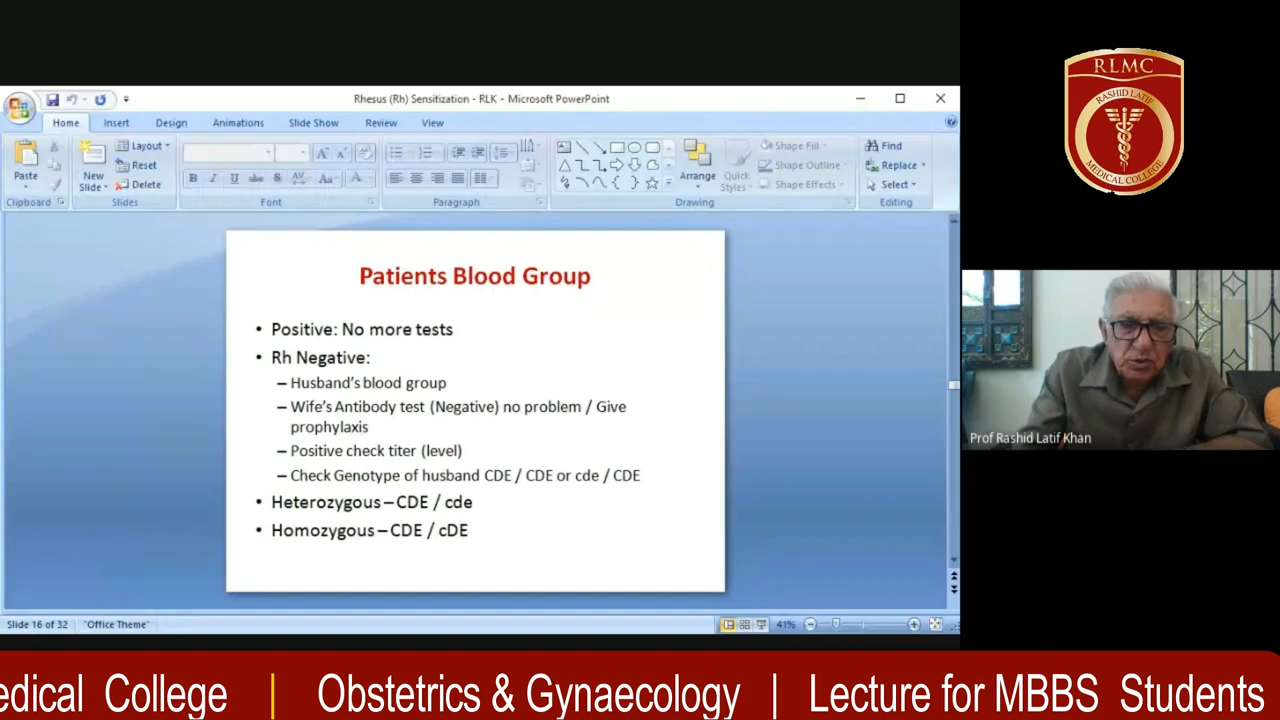 Rhesus (Rh) Sensitization - RLK - Microsoft PowerPoint
Home Insert Design Animations Slide Show Review View
Paste
Clipboard
New Slide
Layout
Reset
Delete
Slides
B I U abc S AV Aa A
Font
Paragraph
Arrange
Quick Styles
Shape Fill
Shape Outline
Shape Effects
Drawing
Find
Replace
Select
Editing
Patients Blood Group
• Positive: No more tests
• Rh Negative:
– Husband's blood group
– Wife's Antibody test (Negative) no problem / Give
prophylaxis
– Positive check titer (level)
– Check Genotype of husband CDE / CDE or cde / CDE
• Heterozygous – CDE / cde
• Homozygous – CDE / cDE
Slide 16 of 32 "Office Theme" 41%
RLMC
RASHID LATIF
MEDICAL COLLEGE
Prof Rashid Latif Khan
edical College | Obstetrics & Gynaecology | Lecture for MBBS Students